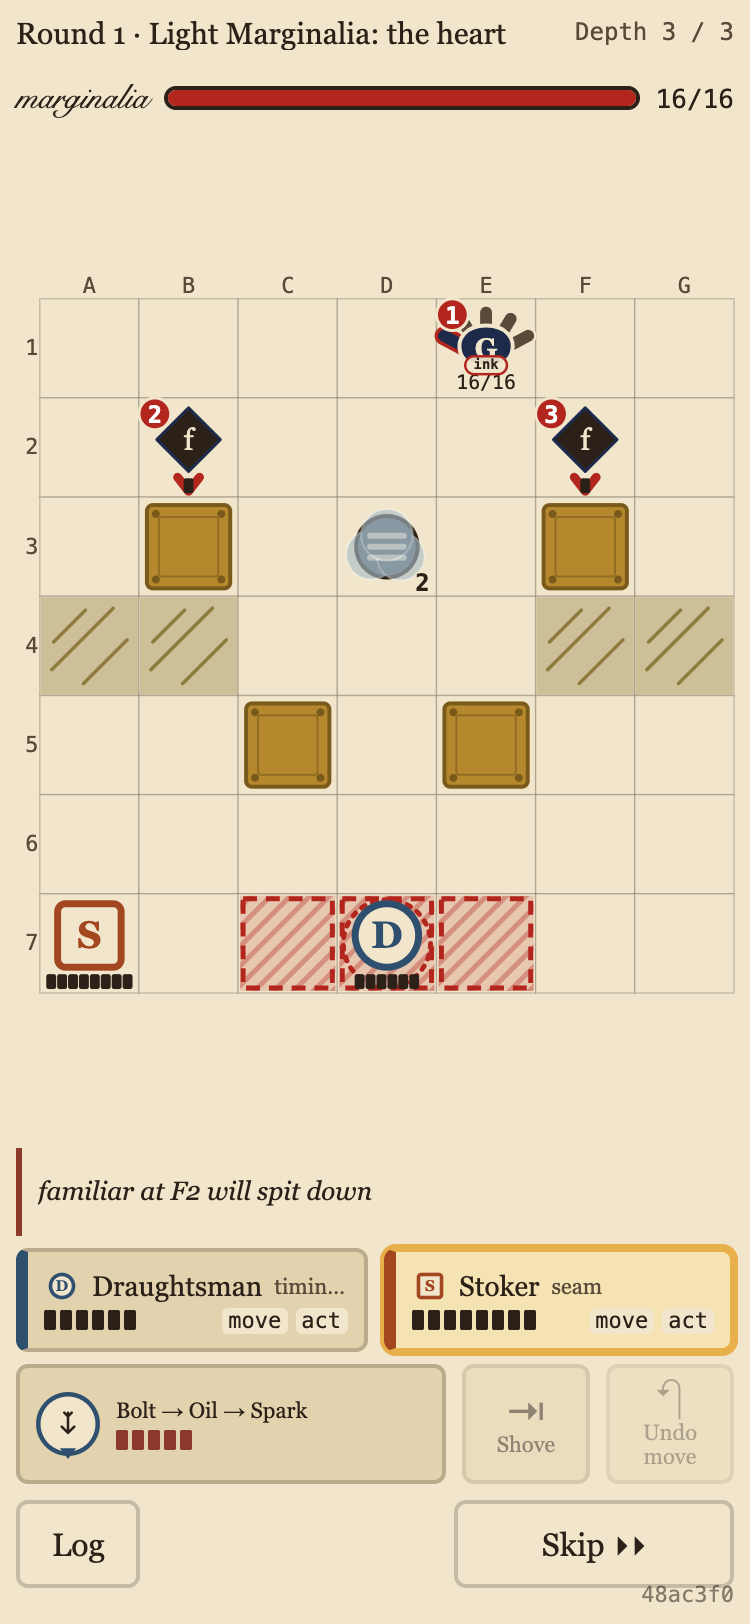 Round 1 · Light Marginalia: the heart
Depth 3 / 3
marginalia
16/16
A B C D E F G
1
1
G
ink
16/16
2
2
f
3
f
3
2
4
5
6
7
S
D
familiar at F2 will spit down
D Draughtsman timin...
move act
S Stoker seam
move act
Bolt → Oil → Spark
Shove
Undo
move
Log
Skip
48ac3f0